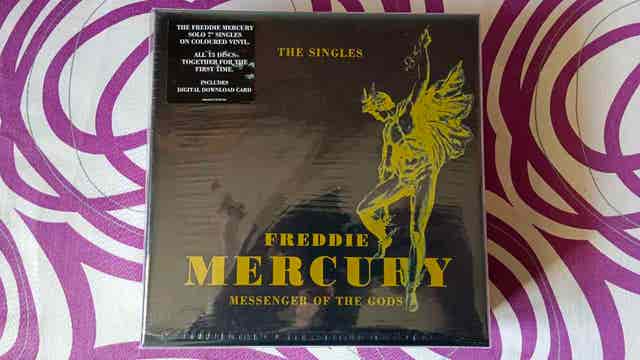 THE FREDDIE MERCURY
SOLO 7" SINGLES
ON COLOURED VINYL.
ALL 13 DISCS
TOGETHER FOR THE
FIRST TIME.
INCLUDES
DIGITAL DOWNLOAD CARD
THE SINGLES
FREDDIE
MERCURY
MESSENGER OF THE GODS